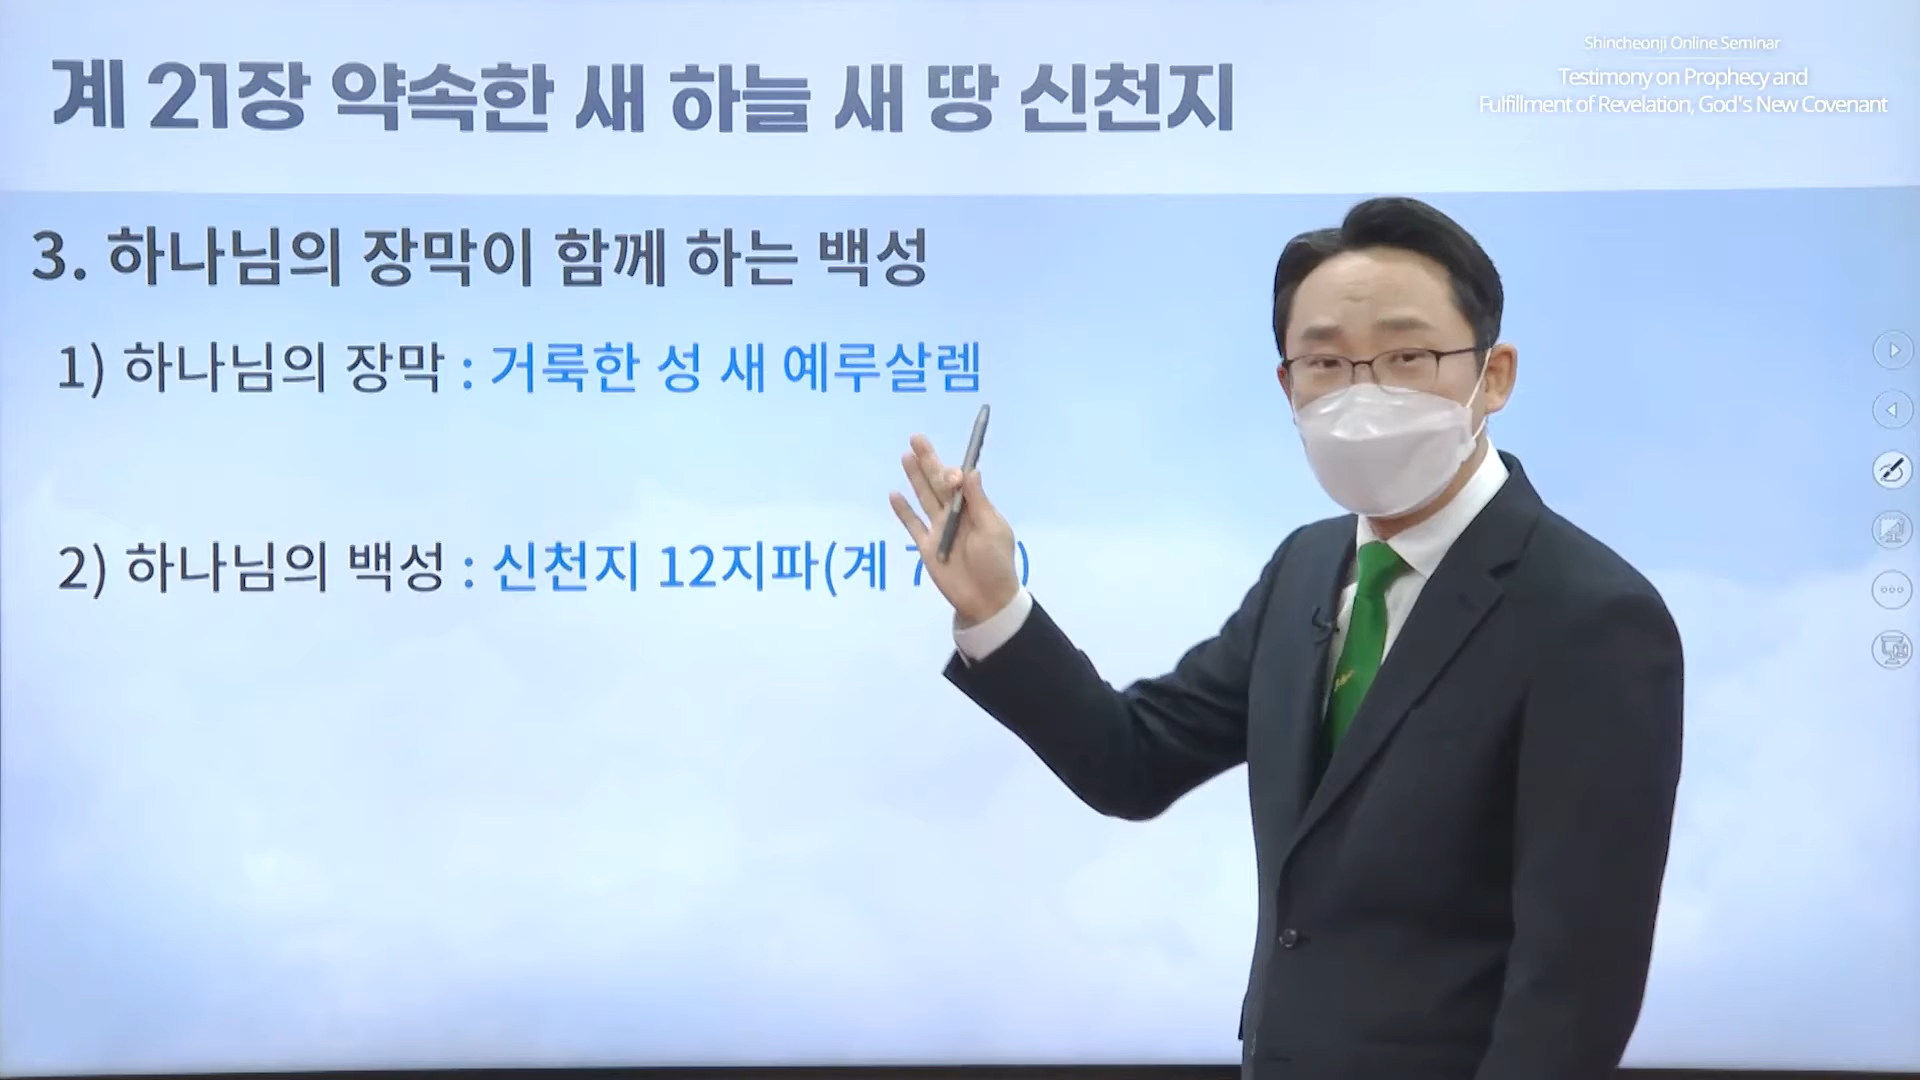 계 21장 약속한 새 하늘 새 땅 신천지
Shincheonji Online Seminar
Testimony on Prophecy and
Fulfillment of Revelation, God's New Covenant
3. 하나님의 장막이 함께 하는 백성
1) 하나님의 장막 : 거룩한 성 새 예루살렘
2) 하나님의 백성 : 신천지 12지파(계 7 )